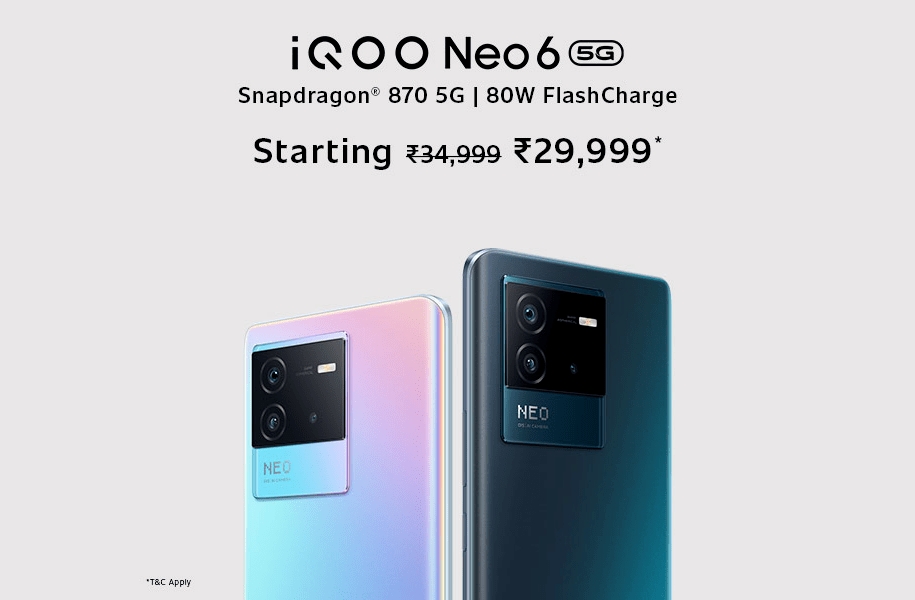 iQOO Neo6 5G
Snapdragon® 870 5G | 80W FlashCharge
Starting ₹34,999 ₹29,999*
NEO
NEO
*T&C Apply